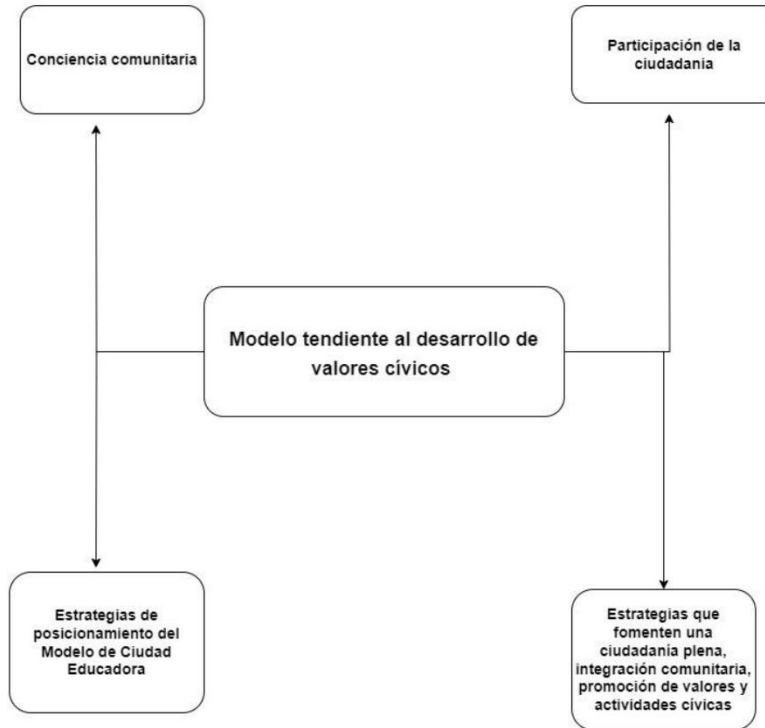 Conciencia comunitaria
Participación de la
ciudadania
Modelo tendiente al desarrollo de
valores cívicos
Estrategias de
posicionamiento del
Modelo de Ciudad
Educadora
Estrategias que
fomenten una
ciudadanía plena,
integración comunitaria,
promoción de valores y
actividades cívicas